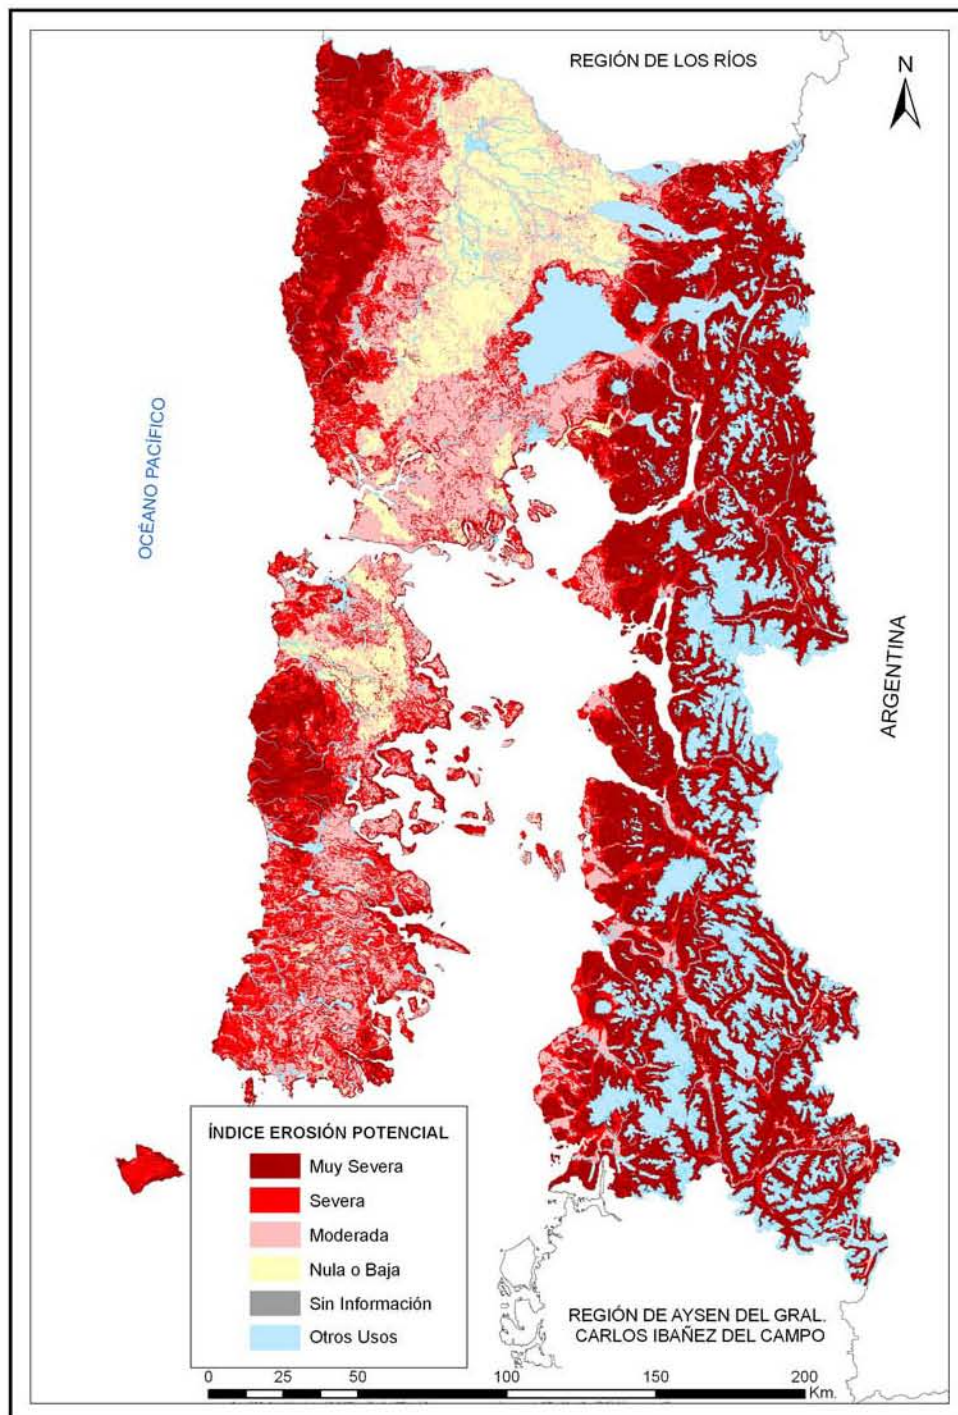 REGIÓN DE LOS RÍOS
N
OCÉANO PACÍFICO
ARGENTINA
ÍNDICE EROSIÓN POTENCIAL
Muy Severa
Severa
Moderada
Nula o Baja
Sin Información
Otros Usos
REGIÓN DE AYSEN DEL GRAL.
CARLOS IBAÑEZ DEL CAMPO
0 25 50 100 150 200
Km.